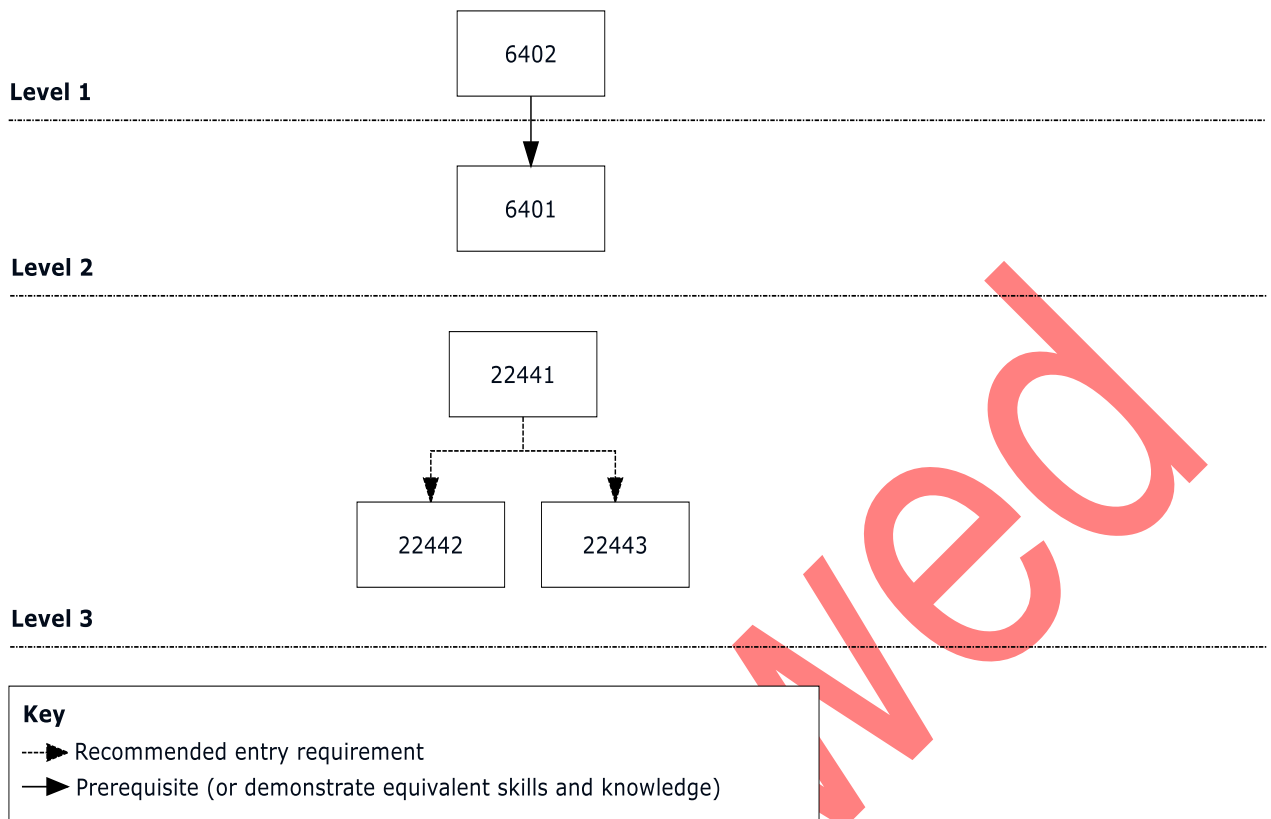 6402
Level 1
6401
Level 2
22441
22442 22443
Level 3
Key
Recommended entry requirement
Prerequisite (or demonstrate equivalent skills and knowledge)
wed